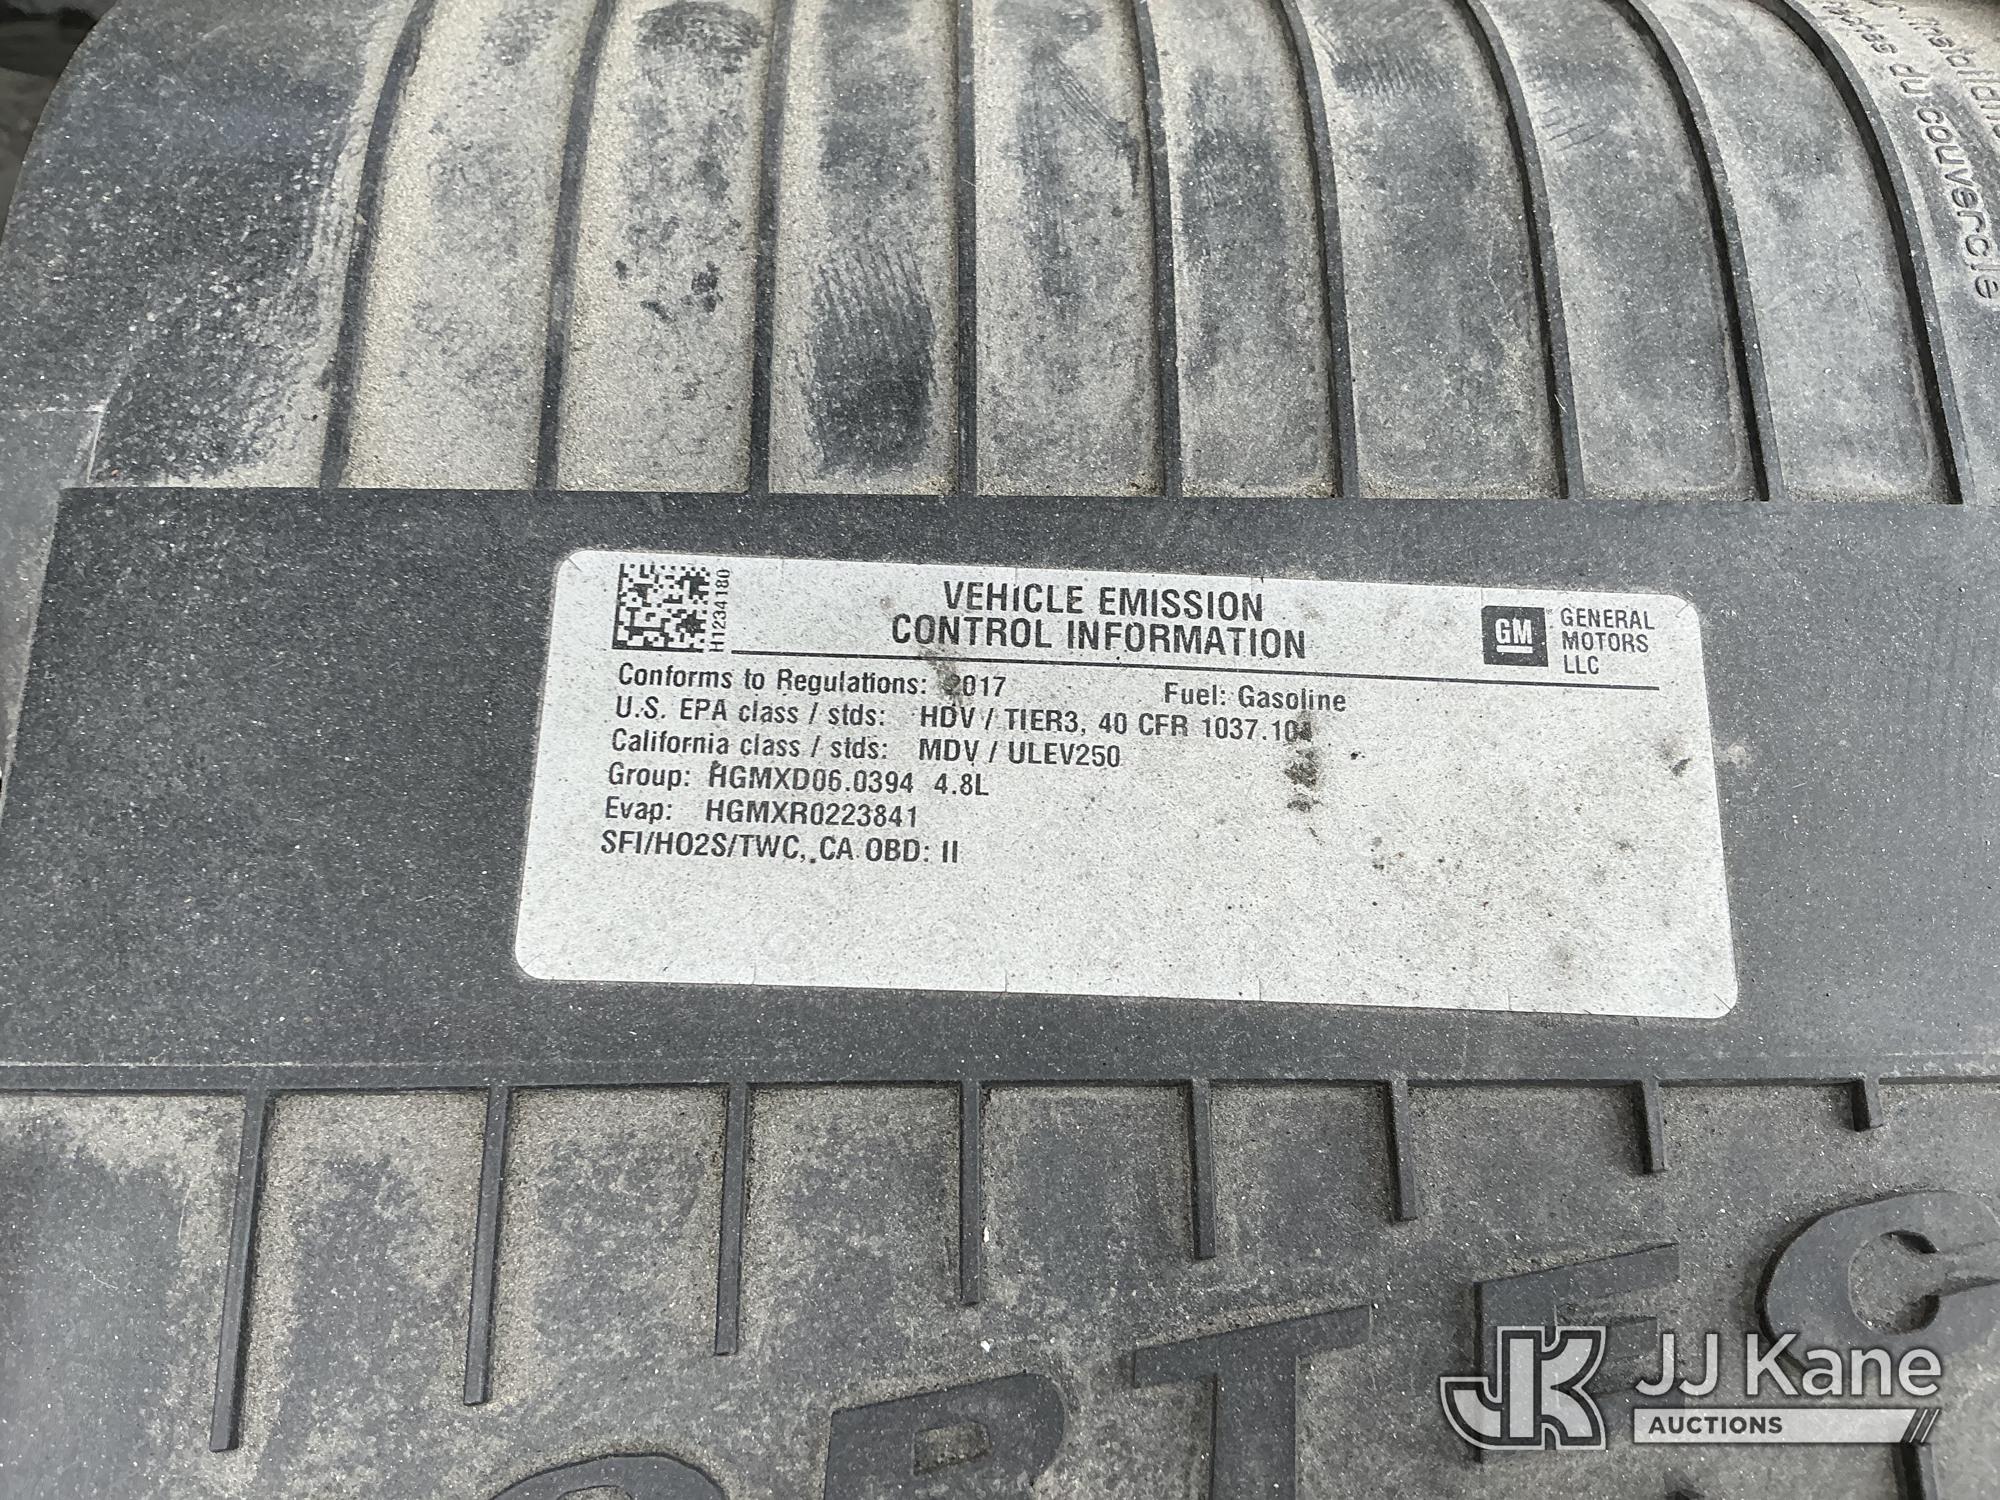 up couvercle
H1234180
VEHICLE EMISSION
CONTROL INFORMATION
GM
GENERAL
MOTORS
LLC
Conforms to Regulations: 2017 Fuel: Gasoline
U.S. EPA class / stds: HDV / TIER3, 40 CFR 1037.104
California class / stds: MDV / ULEV250
Group: HGMXD06.0394 4.8L
Evap: HGMXR0223841
SFI/HO2S/TWC, CA OBD: II
JK
JJ Kane
AUCTIONS